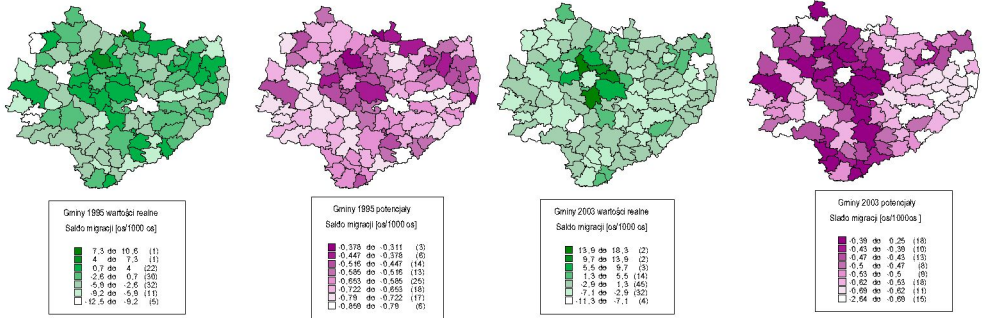 Gminy 1995 wartości realne
Saldo migracji [os/1000 os]
7,3 do 10,6 (1)
4 do 7,3 (1)
0,7 do 4 (22)
-2,6 do 0,7 (30)
-5,9 do -2,6 (32)
-9,2 do -5,9 (11)
-12,5 do -9,2 (5)
Gminy 1995 potencjały
Saldo migracji [os/1000 os]
-0,378 do -0,311 (3)
-0,447 do -0,378 (6)
-0,516 do -0,447 (14)
-0,585 do -0,516 (13)
-0,653 do -0,585 (25)
-0,722 do -0,653 (18)
-0,79 do -0,722 (17)
-0,859 do -0,79 (6)
Gminy 2003 wartości realne
Saldo migracji [os/1000 os]
13,9 do 18,3 (2)
9,7 do 13,9 (2)
5,5 do 9,7 (3)
1,3 do 5,5 (14)
-2,9 do 1,3 (45)
-7,1 do -2,9 (32)
-11,3 do -7,1 (4)
Gminy 2003 potencjały
Sladło migracji [os/1000os ]
-0,39 do 0,25 (18)
-0,43 do -0,39 (10)
-0,47 do -0,43 (13)
-0,5 do -0,47 (8)
-0,53 do -0,5 (9)
-0,62 do -0,53 (18)
-0,69 do -0,62 (11)
-2,64 do -0,69 (15)